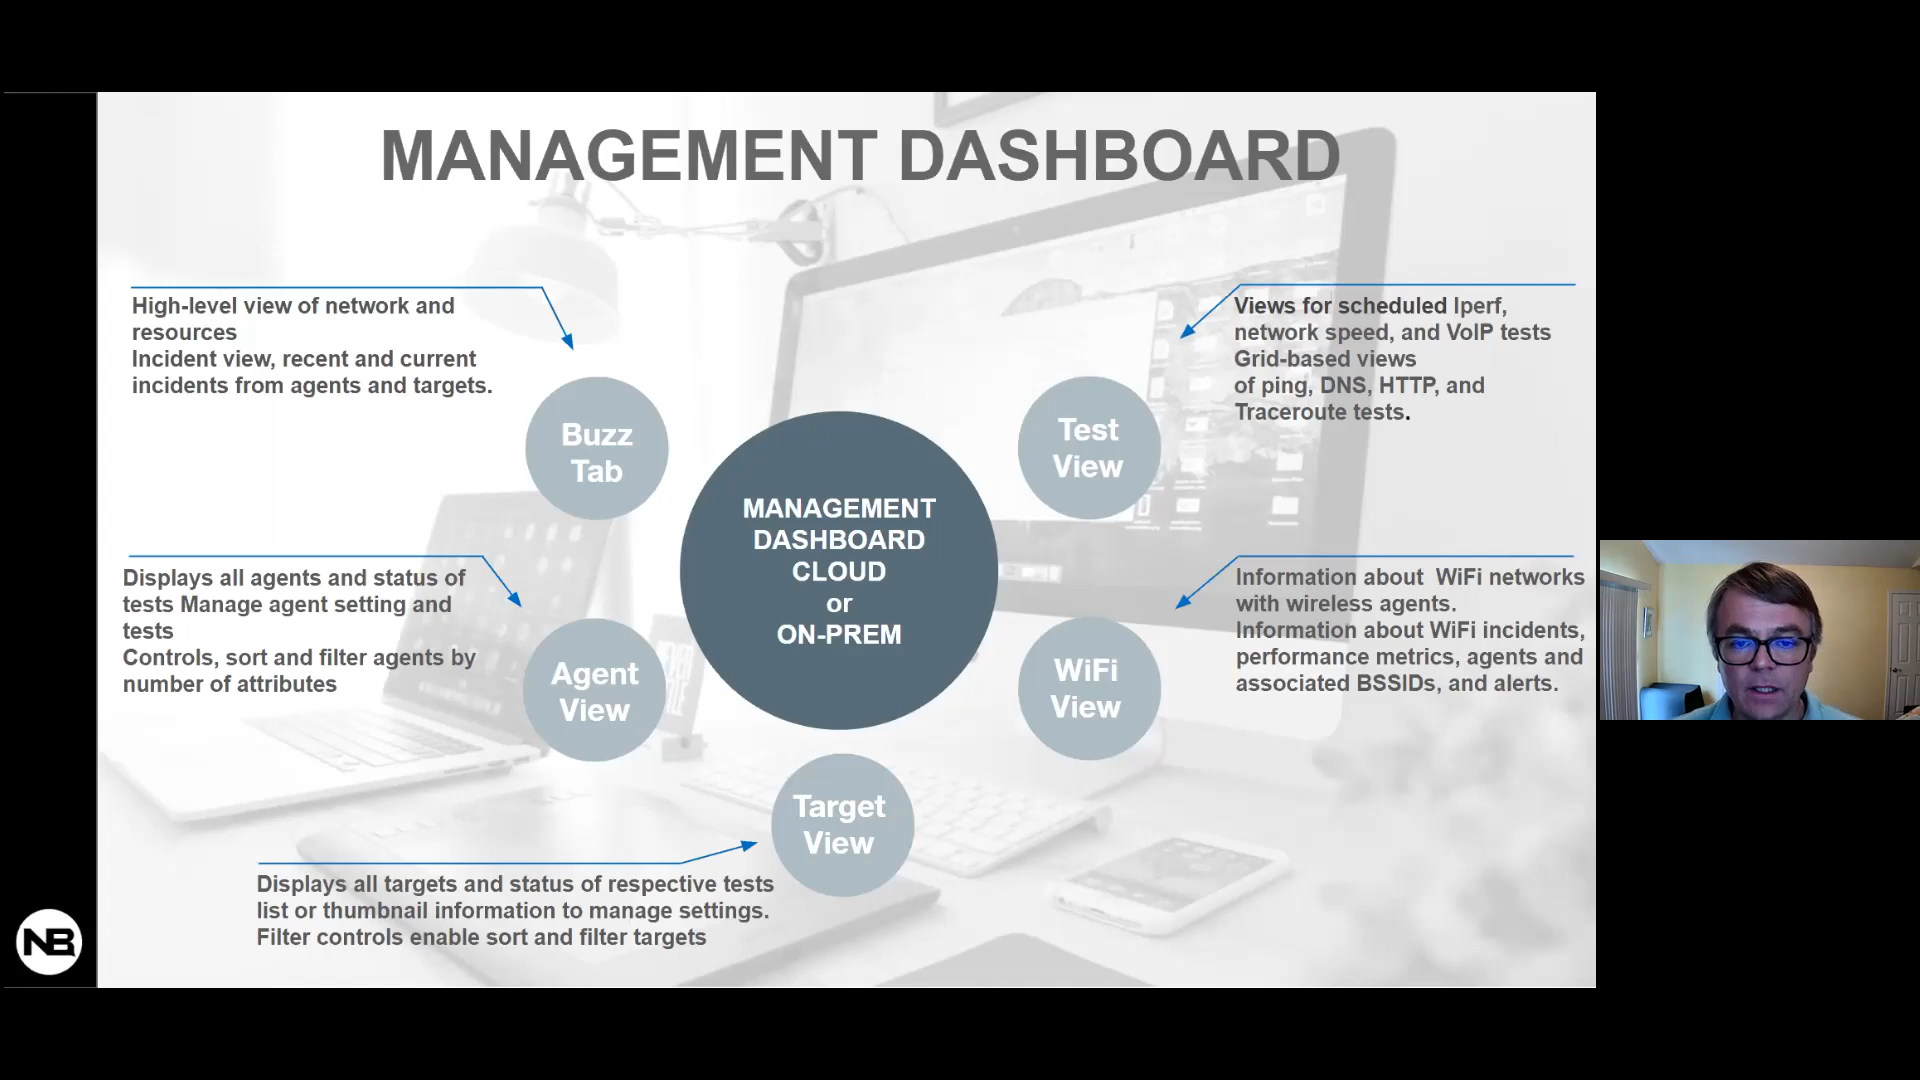 MANAGEMENT DASHBOARD
High-level view of network and
resources
Incident view, recent and current
incidents from agents and targets.
Views for scheduled Iperf,
network speed, and VoIP tests
Grid-based views
of ping, DNS, HTTP, and
Traceroute tests.
Buzz
Tab
Test
View
MANAGEMENT
DASHBOARD
CLOUD
or
ON-PREM
Displays all agents and status of
tests Manage agent setting and
tests
Controls, sort and filter agents by
number of attributes
Information about  WiFi networks
with wireless agents.
Information about WiFi incidents,
performance metrics, agents and
associated BSSIDs, and alerts.
Agent
View
WiFi
View
Target
View
Displays all targets and status of respective tests
list or thumbnail information to manage settings.
Filter controls enable sort and filter targets
NB